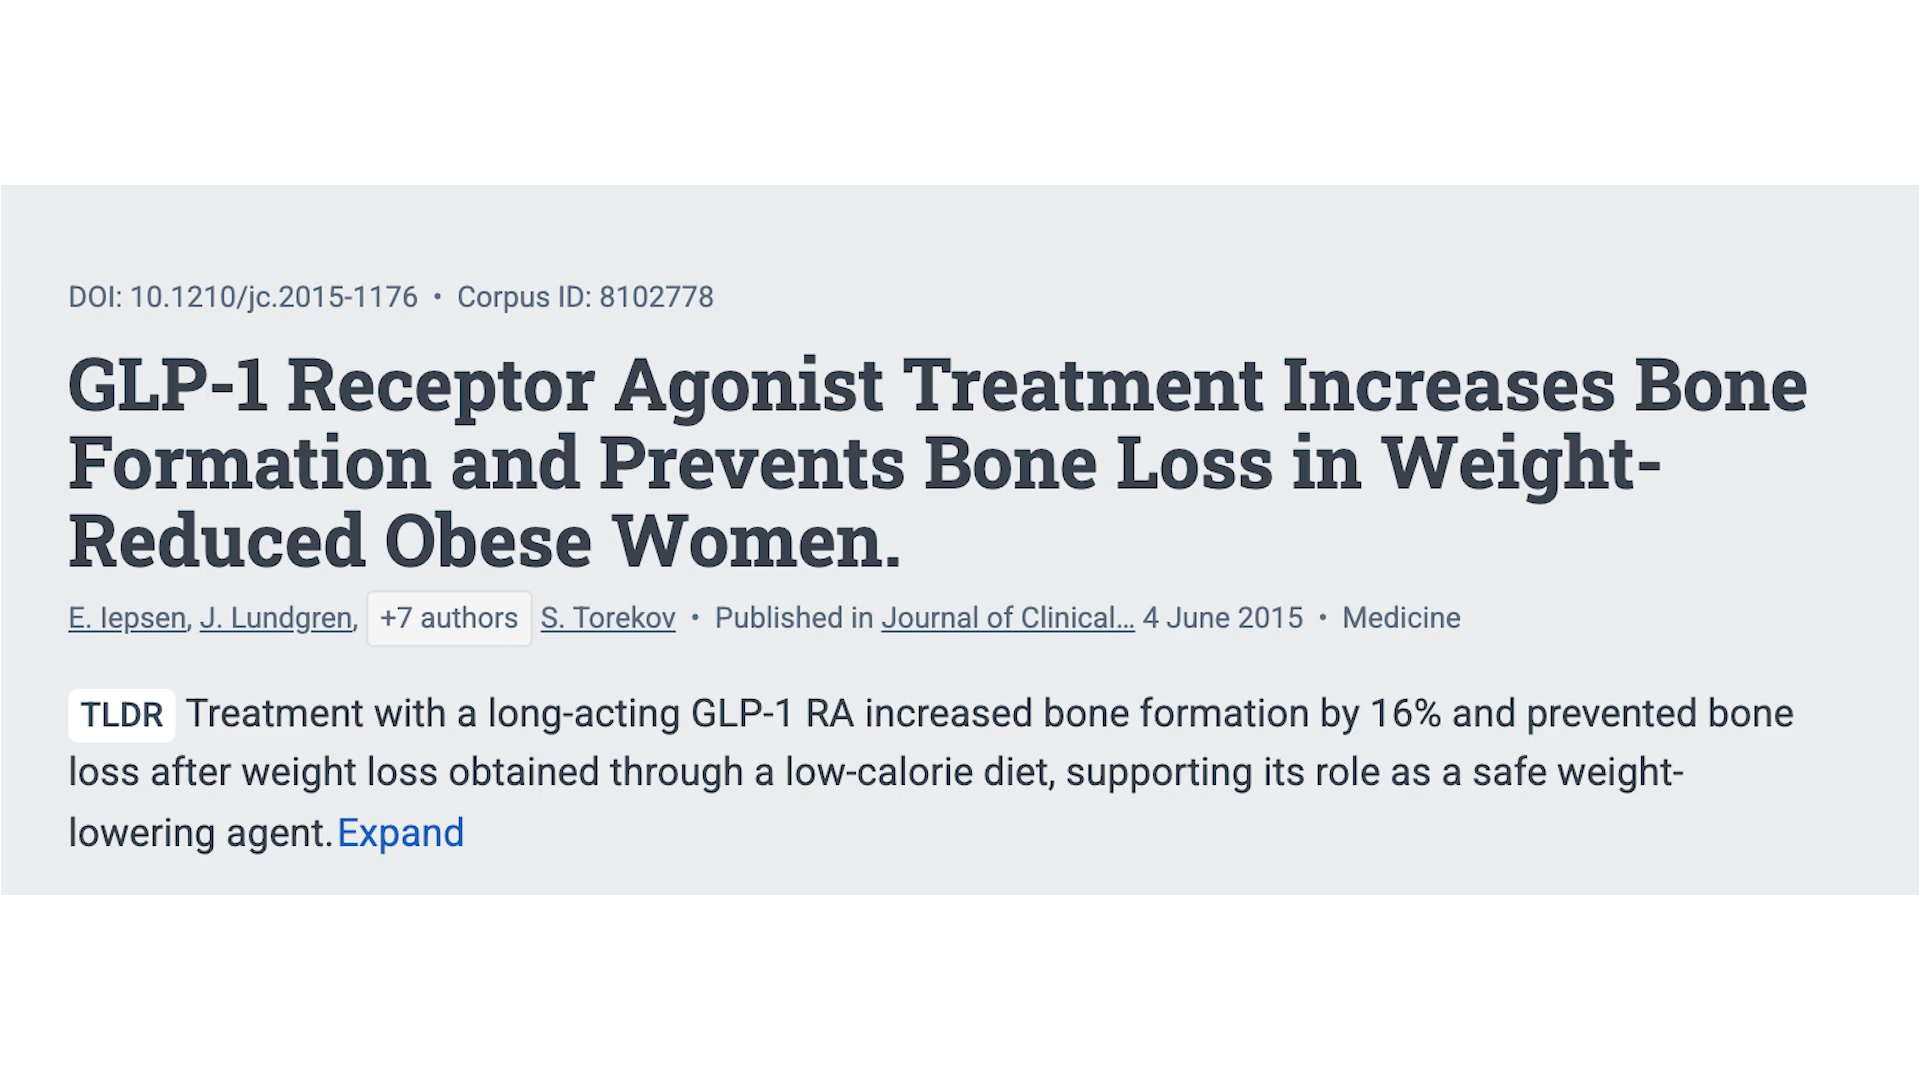 DOI: 10.1210/jc.2015-1176 • Corpus ID: 8102778
GLP-1 Receptor Agonist Treatment Increases Bone
Formation and Prevents Bone Loss in Weight-
Reduced Obese Women.
E. Iepsen, J. Lundgren, +7 authors S. Torekov • Published in Journal of Clinical… 4 June 2015 • Medicine
TLDR Treatment with a long-acting GLP-1 RA increased bone formation by 16% and prevented bone
loss after weight loss obtained through a low-calorie diet, supporting its role as a safe weight-
lowering agent. Expand